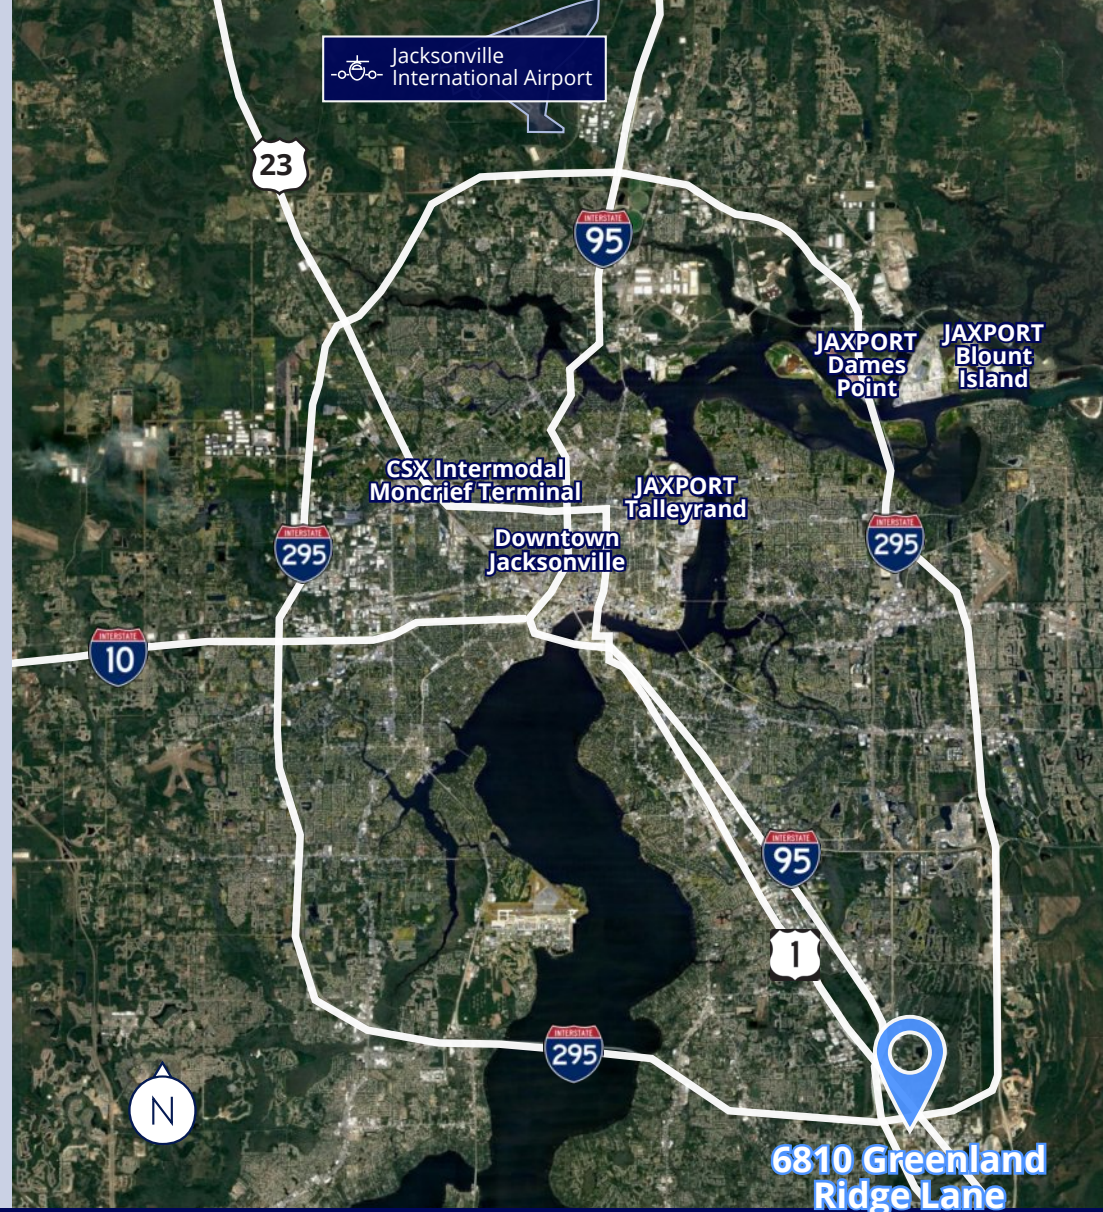 Jacksonville
International Airport
23
INTERSTATE
95
JAXPORT
Dames
Point
JAXPORT
Blount
Island
CSX Intermodal
Moncrief Terminal
JAXPORT
Talleyrand
Downtown
Jacksonville
INTERSTATE
295
INTERSTATE
295
INTERSTATE
10
INTERSTATE
95
1
INTERSTATE
295
N
6810 Greenland
Ridge Lane